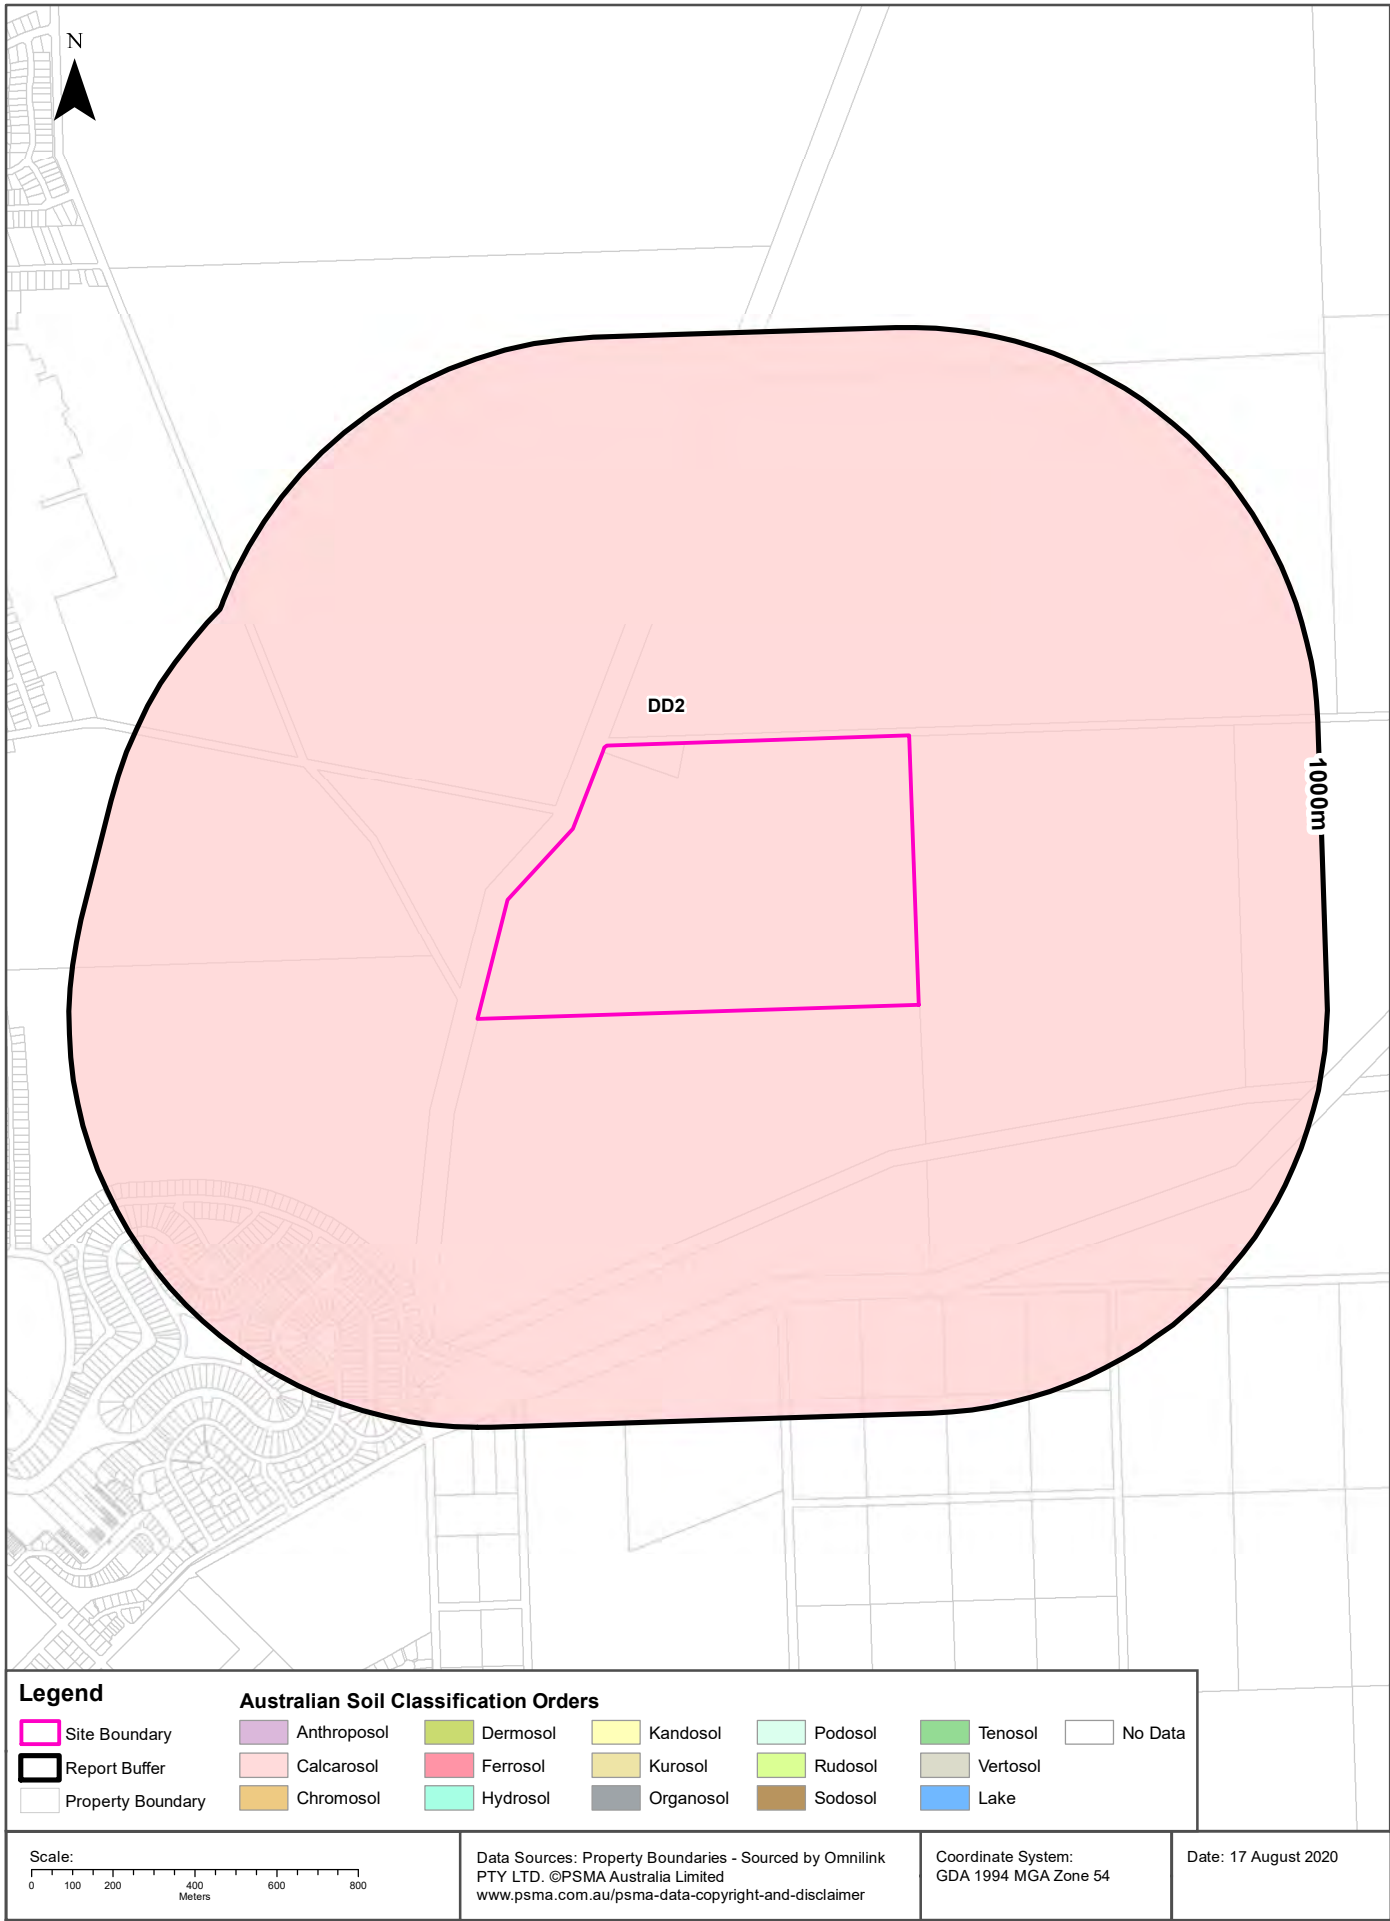 N
DD2
1000m
Legend
Site Boundary
Report Buffer
Property Boundary
Australian Soil Classification Orders
Anthroposol
Calcarosol
Chromosol
Dermosol
Ferrosol
Hydrosol
Kandosol
Kurosol
Organosol
Podosol
Rudosol
Sodosol
Tenosol
Vertosol
Lake
No Data
Scale:
0 100 200 400 600 800
Meters
Data Sources: Property Boundaries - Sourced by Omnilink
PTY LTD. ©PSMA Australia Limited
www.psma.com.au/psma-data-copyright-and-disclaimer
Coordinate System:
GDA 1994 MGA Zone 54
Date: 17 August 2020